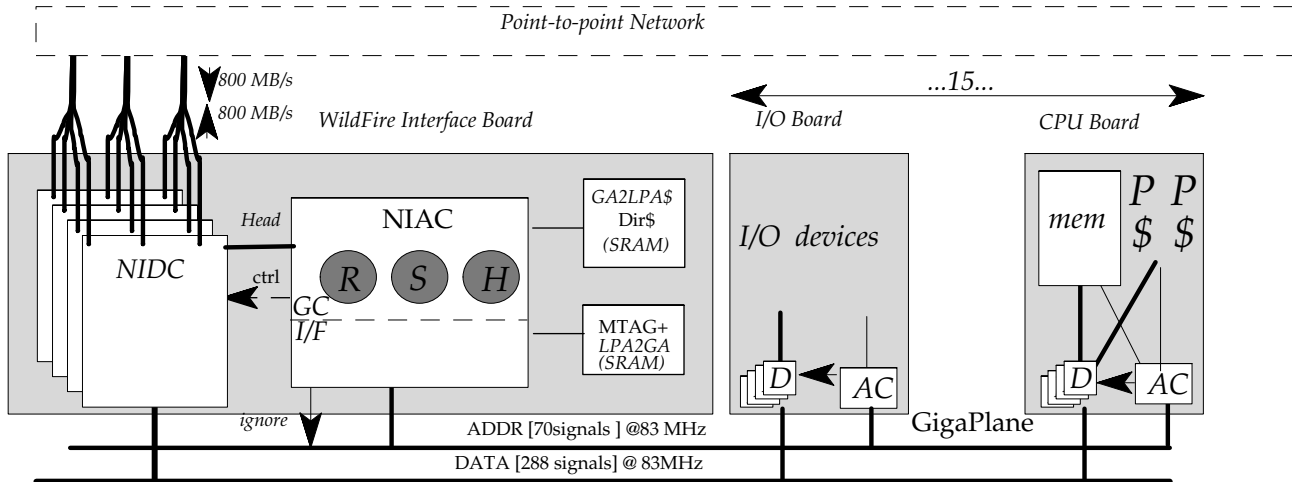 Point-to-point Network
800 MB/s
800 MB/s
WildFire Interface Board
...15...
I/O Board
CPU Board
NIDC
Head
ctrl
NIAC
R S H
GC
I/F
GA2LPA$
Dir$
(SRAM)
MTAG+
LPA2GA
(SRAM)
I/O devices
D
AC
mem
P P
$ $
D
AC
ignore
ADDR [70signals ] @83 MHz
GigaPlane
DATA [288 signals] @ 83MHz